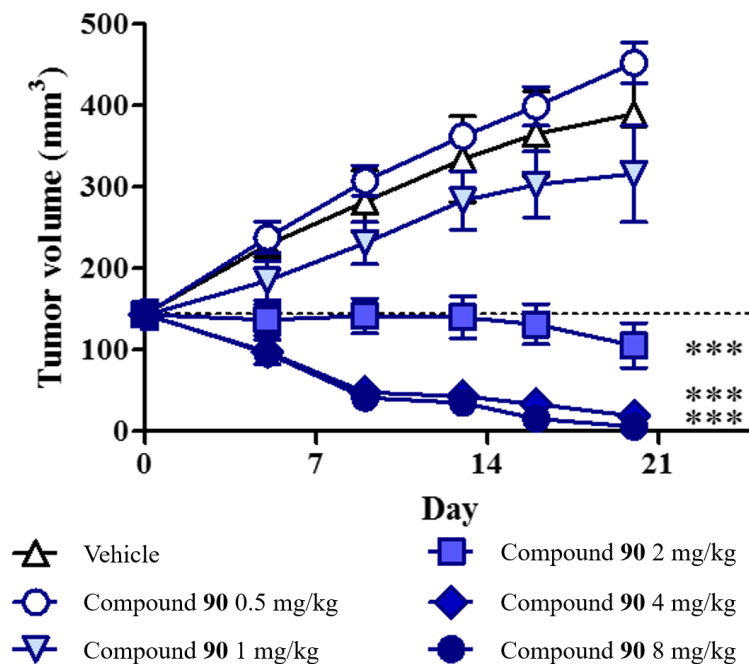 500
400
300
200
100
0
Tumor volume (mm³)
***
***
***
0 7 14 21
Day
Vehicle
Compound 90 0.5 mg/kg
Compound 90 1 mg/kg
Compound 90 2 mg/kg
Compound 90 4 mg/kg
Compound 90 8 mg/kg